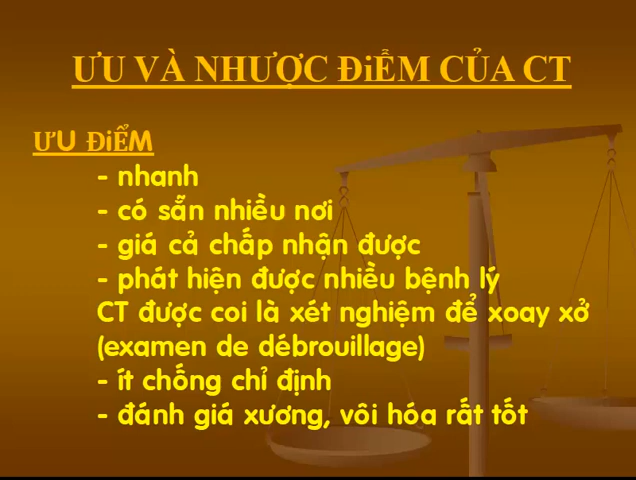 ƯU VÀ NHƯỢC ĐiỄM CỦA CT
ƯU ĐiỂM
- nhanh
- có sẵn nhiều nơi
- giá cả chấp nhận được
- phát hiện được nhiều bệnh lý
CT được coi là xét nghiệm để xoay xở
(examen de débrouillage)
- ít chống chỉ định
- đánh giá xương, vôi hóa rất tốt